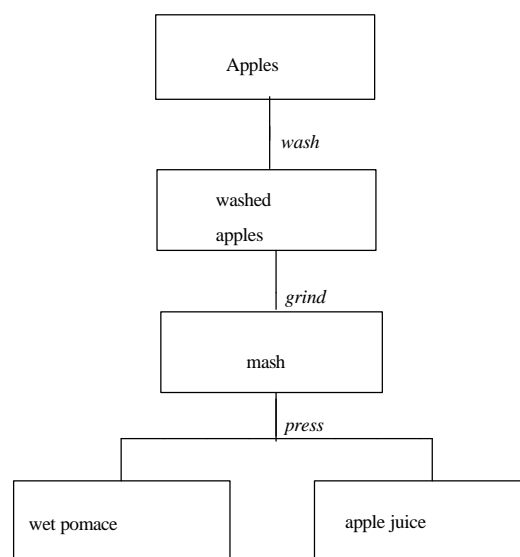 Apples
wash
washed
apples
grind
mash
press
wet pomace
apple juice